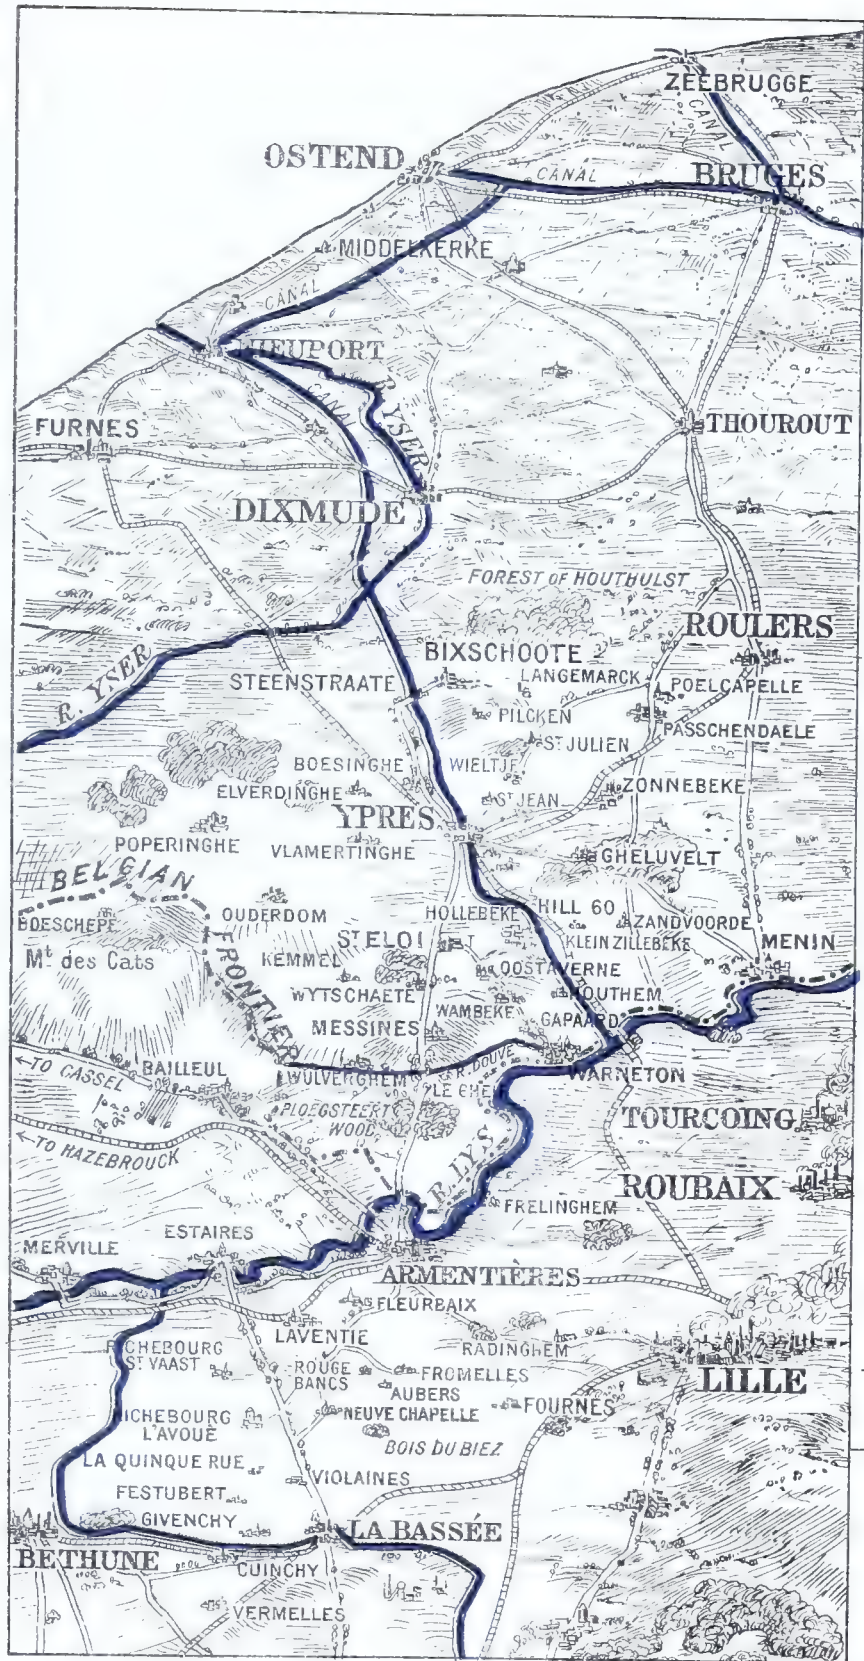 ZEEBRUGGE
CANAL
OSTEND
CANAL
BRUGES
MIDDELKERKE
CANAL
NIEUPORT
CANAL
R. YSER
FURNES
THOUROUT
DIXMUDE
FOREST OF HOUTHULST
ROULERS
R. YSER
BIXSCHOOTE
STEENSTRAATE
LANGEMARCK
POELCAPELLE
PILCKEN
PASSCHENDAELE
ST JULIEN
BOESINGHE
WIELTJE
ELVERDINGHE
ST JEAN
ZONNEBEKE
YPRES
POPERINGHE
VLAMERTINGHE
GHELUVELT
BELGIAN
FRONTIER
BOESCHEPE
OUDERDOM
HOLLEBEKE
HILL 60
ZANDVOORDE
ST ELOI
KLEIN ZILLEBEKE
MENIN
Mt des Cats
KEMMEL
OOSTAVERNE
WYTSCHAETE
HOUTHEM
WAMBEKE
MESSINES
GAPAARD
←TO CASSEL
BAILLEUL
WULVERGHEM
R. DOUVE
WARNETON
PLOEGSTEERT
WOOD
TOURCOING
←TO HAZEBROUCK
R. LYS
ROUBAIX
FRELINGHEM
ESTAIRES
MERVILLE
ARMENTIÈRES
FLEURBAIX
LAVENTIE
RICHEBOURG
ST VAAST
RADINGHEM
ROUGE
BANCS
FROMELLES
LILLE
AUBERS
RICHEBOURG
L'AVOUÉ
NEUVE CHAPELLE
FOURNES
BOIS DU BIEZ
LA QUINQUE RUE
VIOLAINES
FESTUBERT
GIVENCHY
LA BASSÉE
BETHUNE
CUINCHY
VERMELLES